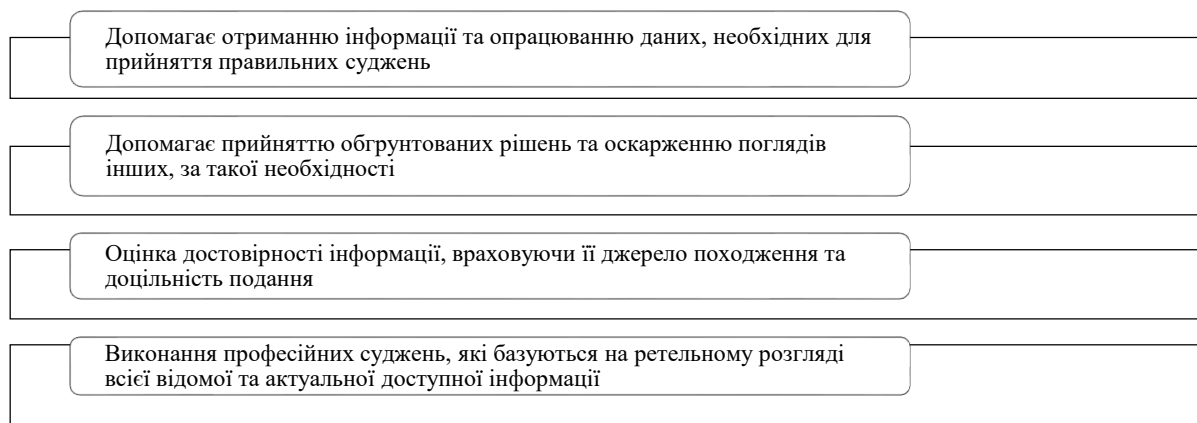 Допомагає отриманню інформації та опрацюванню даних, необхідних для
прийняття правильних суджень
Допомагає прийняттю обгрунтованих рішень та оскарженню поглядів
інших, за такої необхідності
Оцінка достовірності інформації, враховуючи її джерело походження та
доцільність подання
Виконання професійних суджень, які базуються на ретельному розгляді
всієї відомої та актуальної доступної інформації